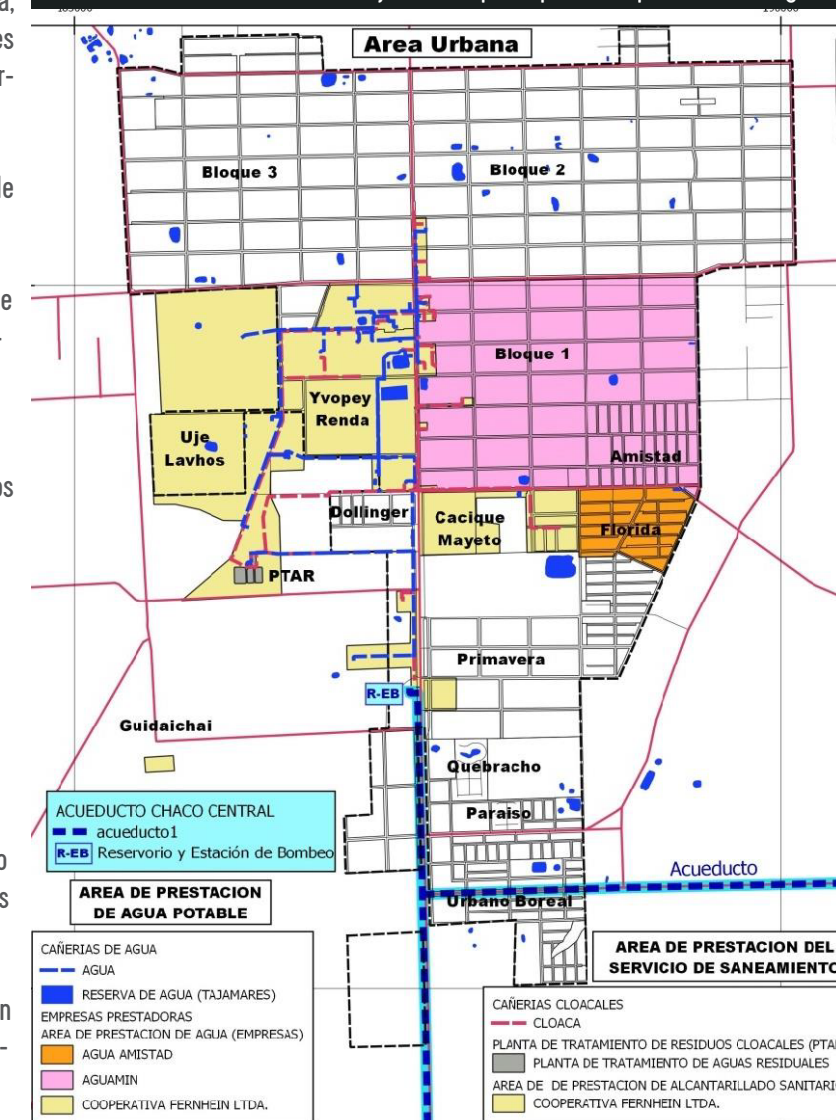 Area Urbana
Bloque 3
Bloque 2
Bloque 1
Yvopey
Renda
Uje
Lavhos
Amistad
Dollinger
Cacique
Mayeto
Florida
PTAR
Primavera
R-EB
Guidaichai
Quebracho
Paraiso
ACUEDUCTO CHACO CENTRAL
acueducto1
R-EB Reservorio y Estación de Bombeo
Acueducto
Urbano Boreal
AREA DE PRESTACION
DE AGUA POTABLE
CAÑERIAS DE AGUA
AGUA
RESERVA DE AGUA (TAJAMARES)
EMPRESAS PRESTADORAS
AREA DE PRESTACION DE AGUA (EMPRESAS)
AGUA AMISTAD
AGUAMIN
COOPERATIVA FERNHEIN LTDA.
AREA DE PRESTACION DEL
SERVICIO DE SANEAMIENTO
CAÑERIAS CLOACALES
CLOACA
PLANTA DE TRATAMIENTO DE RESIDUOS CLOACALES (PTAR
PLANTA DE TRATAMIENTO DE AGUAS RESIDUALES
AREA DE DE PRESTACION DE ALCANTARILLADO SANITARIO
COOPERATIVA FERNHEIN LTDA.